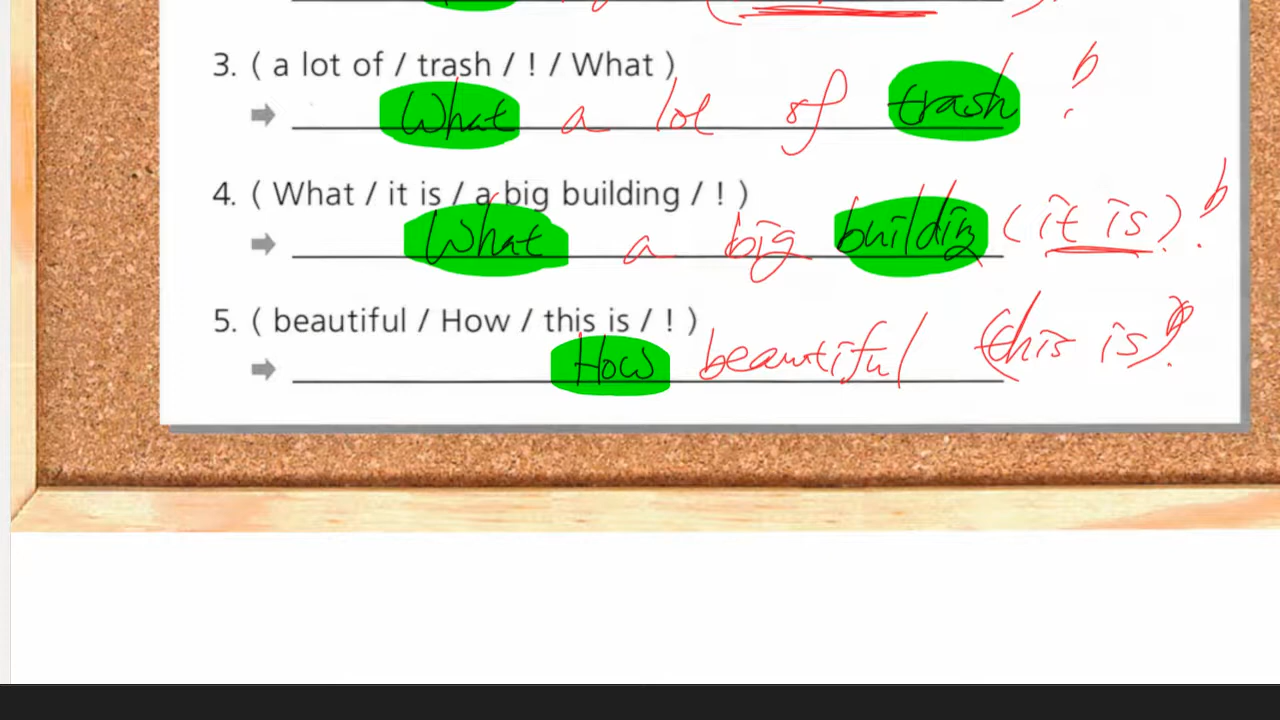 3. ( a lot of / trash / ! / What )
What a lot of trash !
4. ( What / it is / a big building / ! )
What a big building (it is) !
5. ( beautiful / How / this is / ! )
How beautiful (this is) !